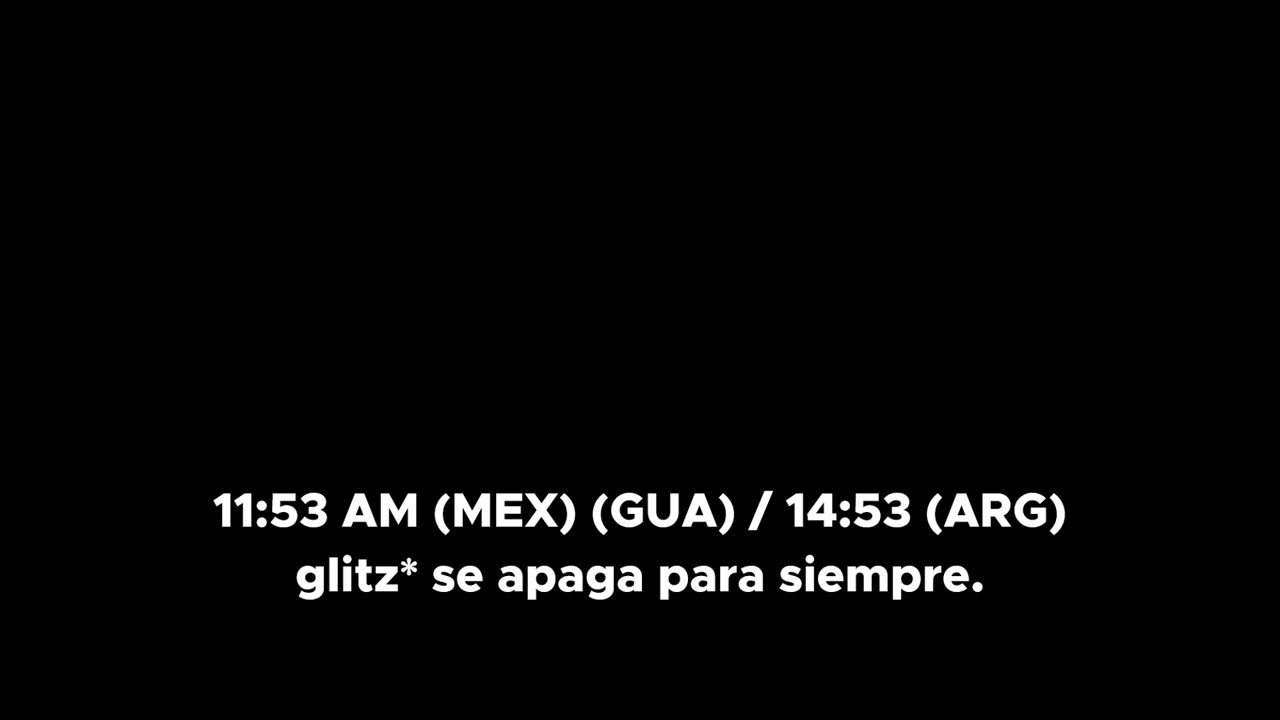 11:53 AM (MEX) (GUA) / 14:53 (ARG)
glitz* se apaga para siempre.